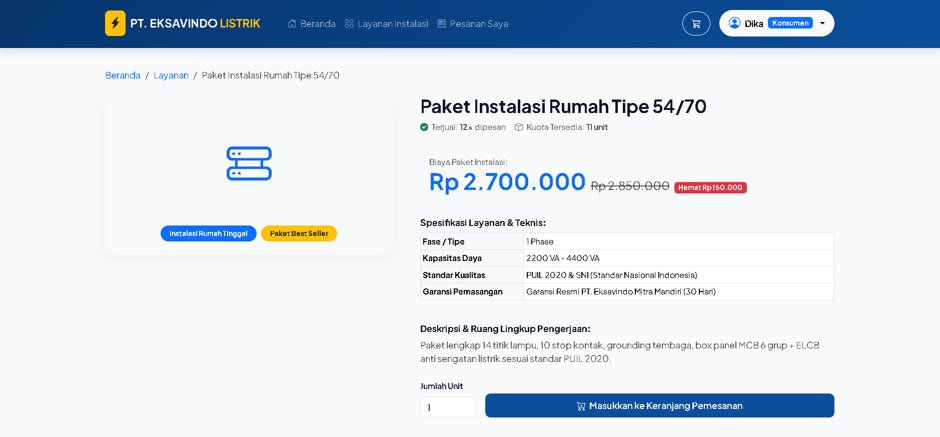 PT. EKSAVINDO LISTRIK Beranda Layanan Instalasi Pesanan Saya Dika Konsumen
Beranda / Layanan / Paket Instalasi Rumah Tipe 54/70
Paket Instalasi Rumah Tipe 54/70
Terjual: 12x dipesan Kuota Tersedia: 11 unit
Biaya Paket Instalasi:
Rp 2.700.000 Rp 2.850.000 Hemat Rp 150.000
Instalasi Rumah Tinggal Paket Best Seller
Spesifikasi Layanan & Teknis:
Fase / Tipe 1 Phase
Kapasitas Daya 2200 VA - 4400 VA
Standar Kualitas PUIL 2020 & SNI (Standar Nasional Indonesia)
Garansi Pemasangan Garansi Resmi PT. Eksavindo Mitra Mandiri (30 Hari)
Deskripsi & Ruang Lingkup Pengerjaan:
Paket lengkap 14 titik lampu, 10 stop kontak, grounding tembaga, box panel MCB 6 grup + ELCB
anti sengatan listrik sesuai standar PUIL 2020.
Jumlah Unit
1 Masukkan ke Keranjang Pemesanan